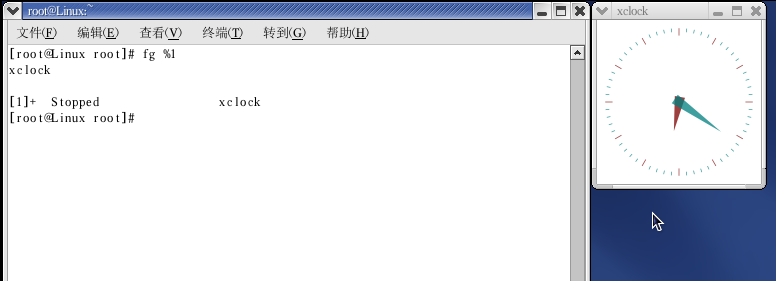 root@Linux:~
xclock
文件(F) 编辑(E) 查看(V) 终端(T) 转到(G) 帮助(H)
[root@Linux root]# fg %1
xclock
[1]+  Stopped                 xclock
[root@Linux root]#